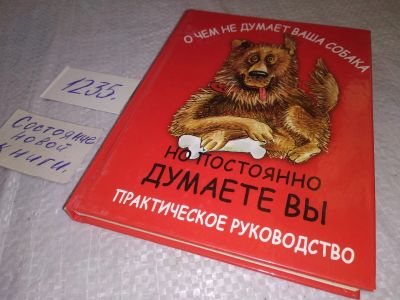 О ЧЕМ НЕ ДУМАЕТ ВАША СОБАКА
НО ПОСТОЯННО
ДУМАЕТЕ ВЫ
ПРАКТИЧЕСКОЕ РУКОВОДСТВО
1235.
Состояние
новой
книги.